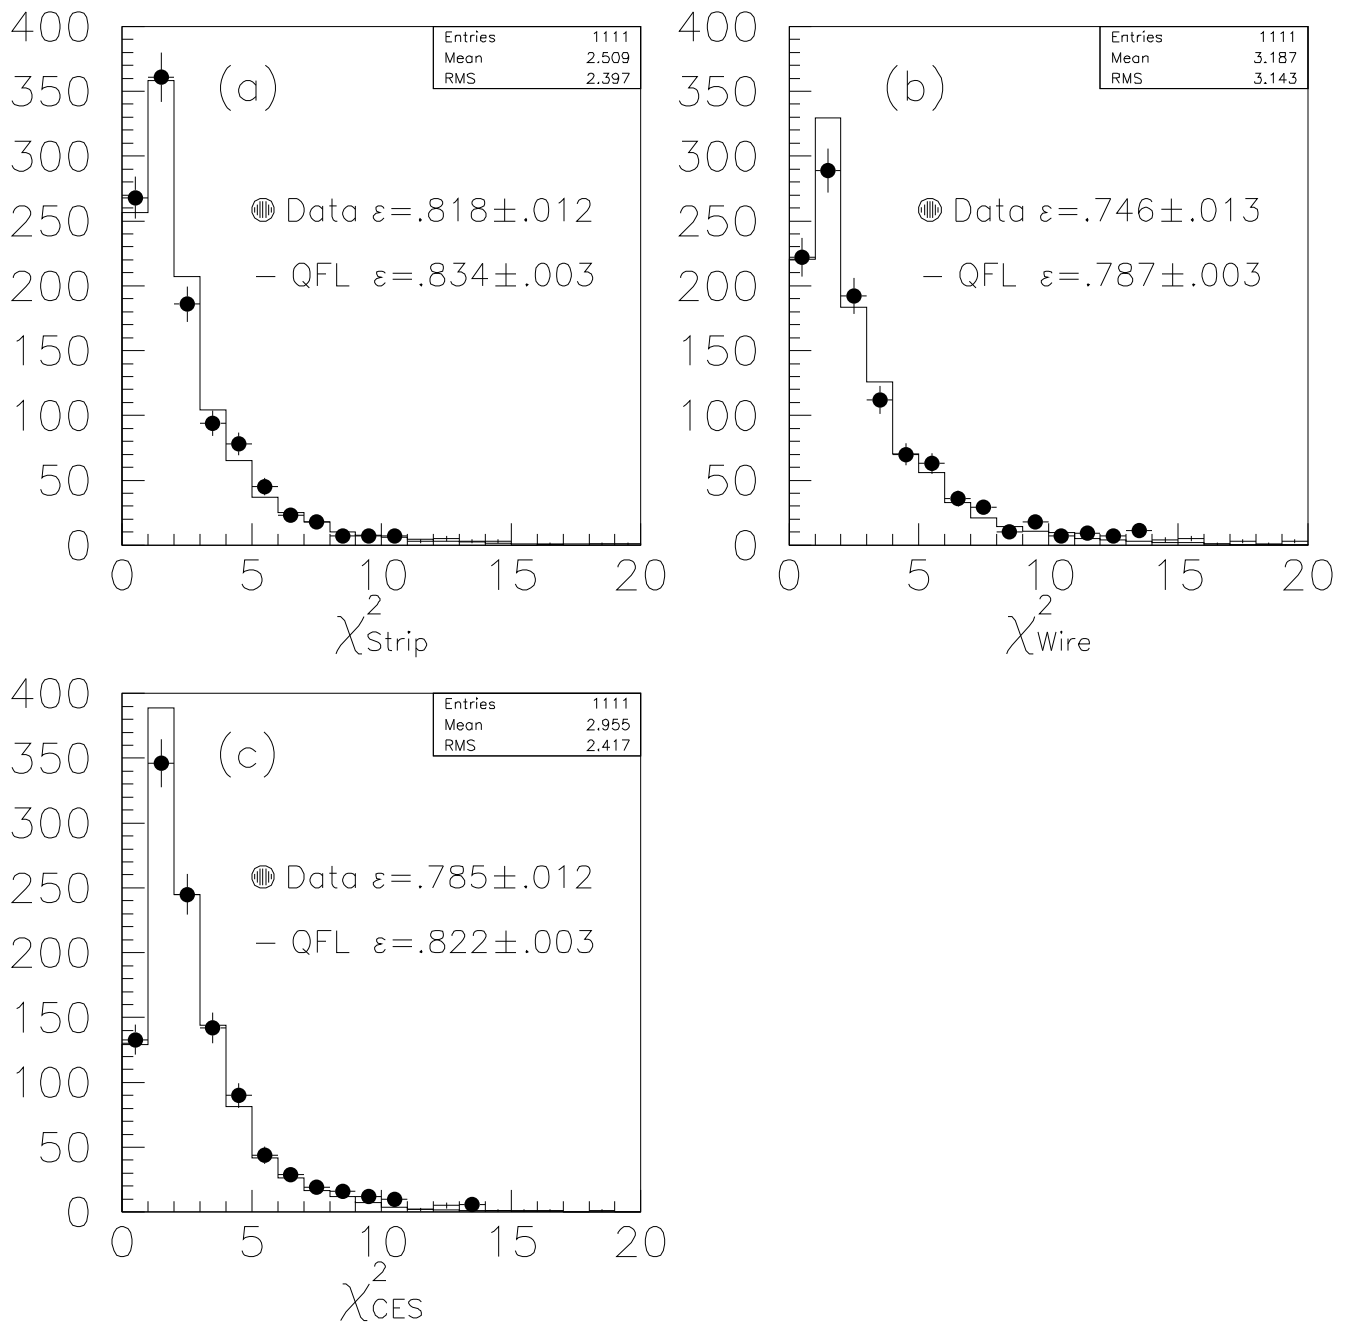 400
350
300
250
200
150
100
50
0
0 5 10 15 20
(a)
Entries 1111
Mean 2.509
RMS 2.397
Data ε=.818±.012
– QFL ε=.834±.003
χ²Strip
400
350
300
250
200
150
100
50
0
0 5 10 15 20
(b)
Entries 1111
Mean 3.187
RMS 3.143
Data ε=.746±.013
– QFL ε=.787±.003
χ²Wire
400
350
300
250
200
150
100
50
0
0 5 10 15 20
(c)
Entries 1111
Mean 2.955
RMS 2.417
Data ε=.785±.012
– QFL ε=.822±.003
χ²CES